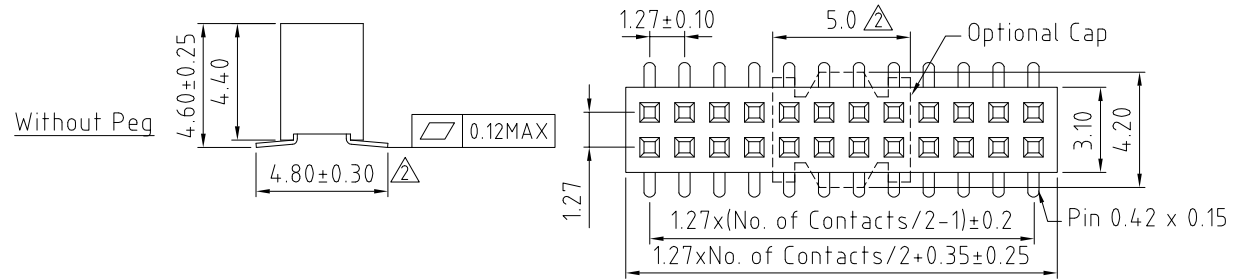 Without Peg
4.60±0.25
4.40
4.80±0.30 2
0.12MAX
1.27±0.10
5.0 2
Optional Cap
1.27
3.10
4.20
Pin 0.42 x 0.15
1.27x(No. of Contacts/2-1)±0.2
1.27xNo. of Contacts/2+0.35±0.25